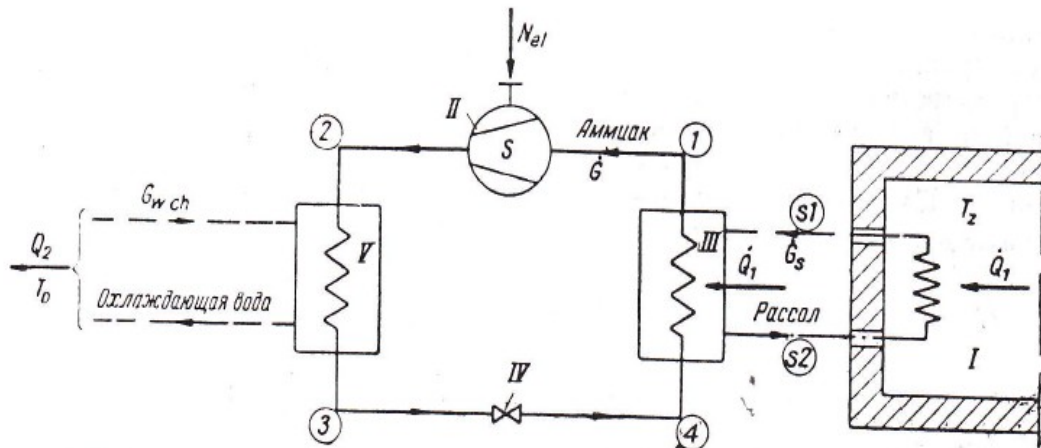 N_el
II
2
S
Аммиак
Ġ
1
G_w ch
V
Q_2
T_0
Охлаждающая вода
III
Q̇_1
s1
Ġ_s
T_z
Q̇_1
Рассол
s2
I
IV
3
4